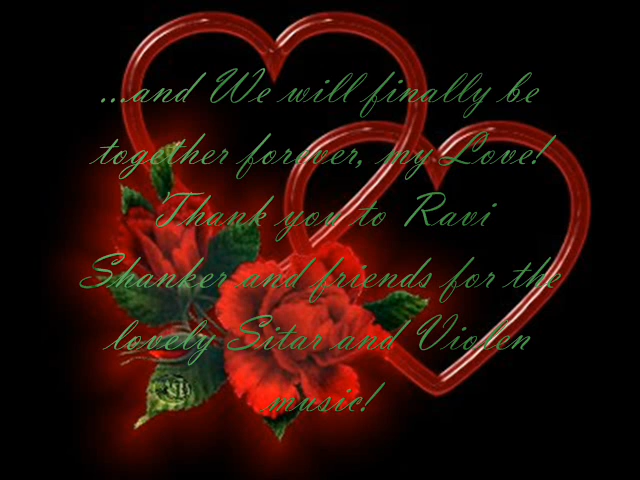 ...and We will finally be
together forever, my Love!
Thank you to Ravi
Shanker and friends for the
lovely Sitar and Violen
music!